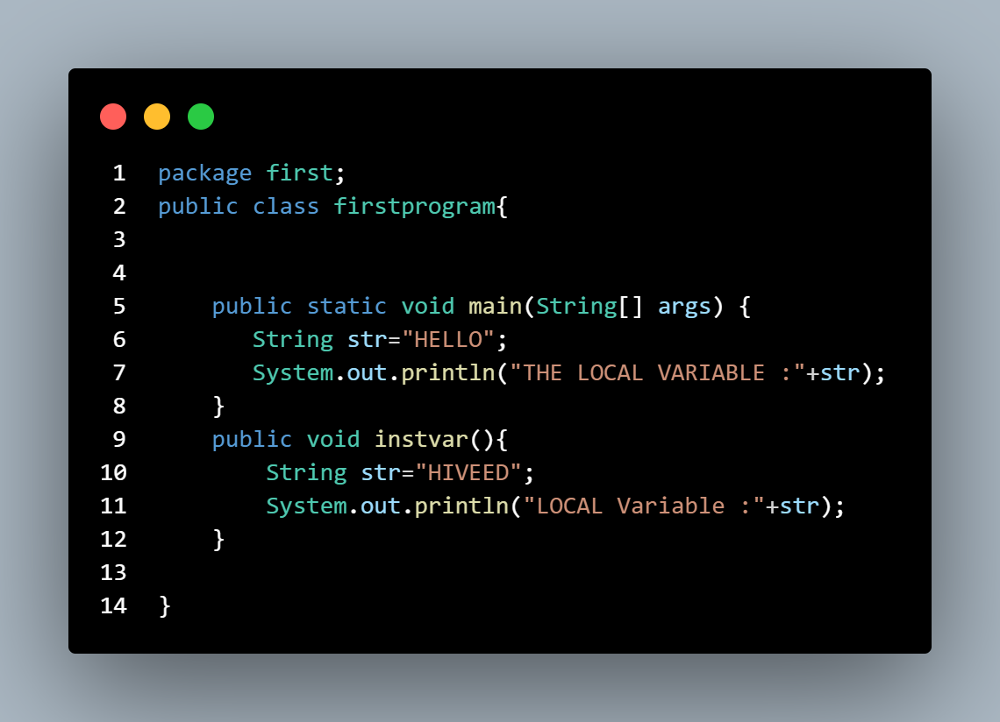 1 package first;
2 public class firstprogram{
3
4
5     public static void main(String[] args) {
6        String str="HELLO";
7        System.out.println("THE LOCAL VARIABLE :"+str);
8     }
9     public void instvar(){
10         String str="HIVEED";
11         System.out.println("LOCAL Variable :"+str);
12     }
13
14 }